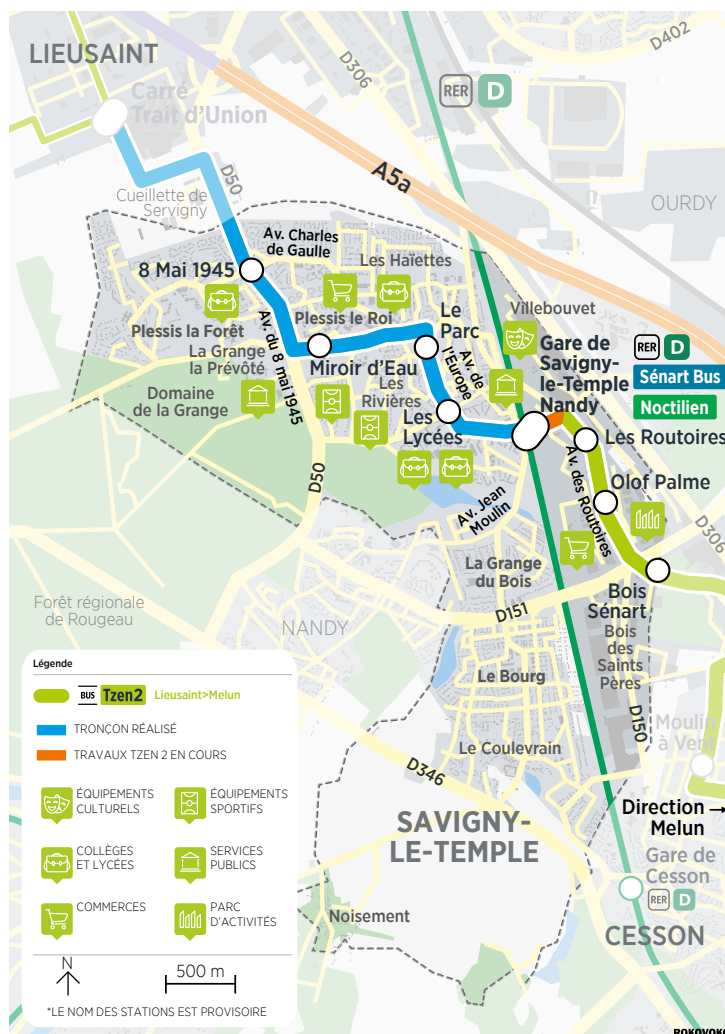 LIEUSAINT
D402
D306
Carré
Trait d'Union
RER D
A5a
D50
Cueillette de
Servigny
OURDY
Av. Charles
de Gaulle
8 Mai 1945
Les Haïettes
Villebouvet
Plessis la Forêt
Plessis le Roi
Le
Parc
Gare de
Savigny-
le-Temple
Nandy
RER D
Sénart Bus
Noctilien
La Grange
la Prévôté
Av. du 8 mai 1945
Miroir d'Eau
Av. de
l'Europe
Domaine
de la Grange
Les
Rivières
Les
Lycées
Les Routoires
Olof Palme
Av. des Routoires
D50
Av. Jean
Moulin
D306
La Grange
du Bois
Bois
Sénart
Forêt régionale
de Rougeau
NANDY
D151
Bois
des
Saints
Pères
Le Bourg
D150
Moulin
à Vent
Le Coulevrain
D346
SAVIGNY-
LE-TEMPLE
Direction →
Melun
Gare de
Cesson
RER D
CESSON
Noisement
Légende
BUS Tzen2 Lieusaint>Melun
TRONÇON RÉALISÉ
TRAVAUX TZEN 2 EN COURS
ÉQUIPEMENTS
CULTURELS
ÉQUIPEMENTS
SPORTIFS
COLLÈGES
ET LYCÉES
SERVICES
PUBLICS
COMMERCES
PARC
D'ACTIVITÉS
N
500 m
*LE NOM DES STATIONS EST PROVOIRE